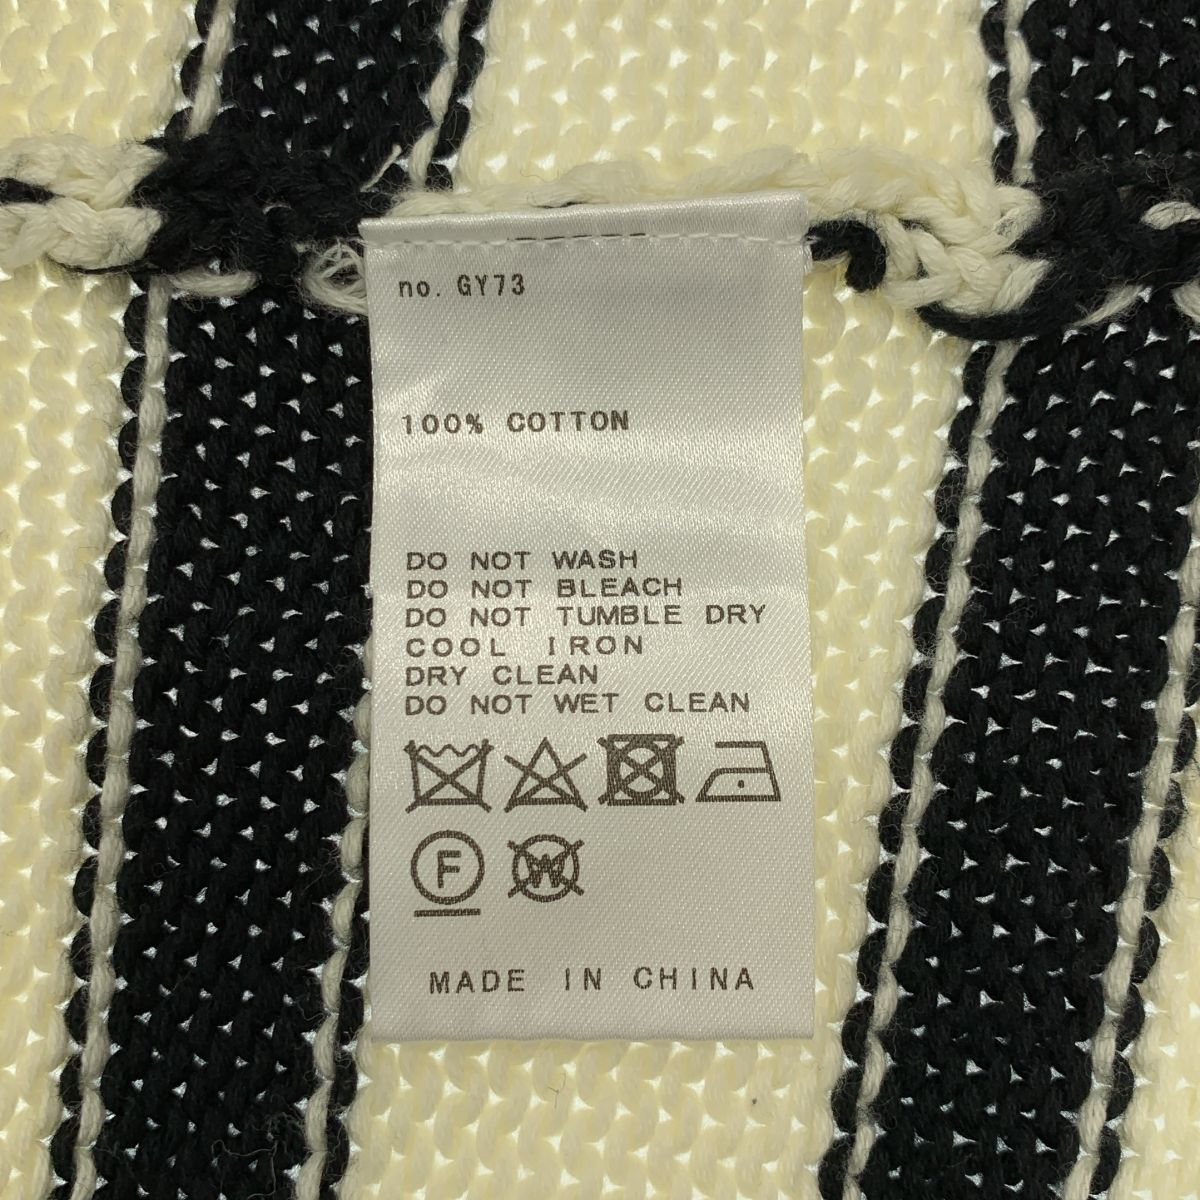 no. GY73
100% COTTON
DO NOT WASH
DO NOT BLEACH
DO NOT TUMBLE DRY
COOL IRON
DRY CLEAN
DO NOT WET CLEAN
F W
MADE IN CHINA